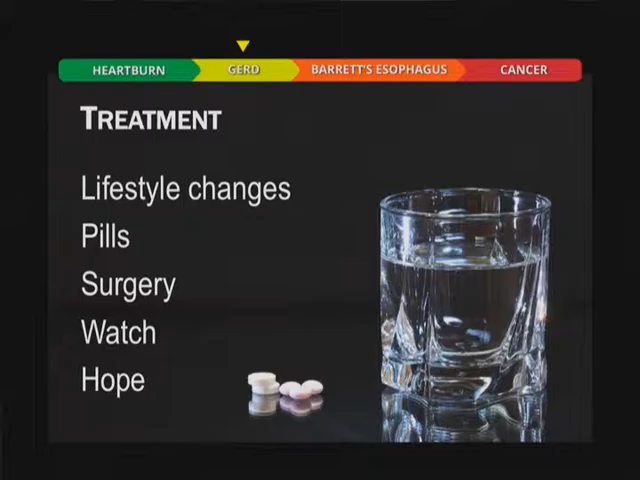 HEARTBURN GERD BARRETT'S ESOPHAGUS CANCER
TREATMENT
Lifestyle changes
Pills
Surgery
Watch
Hope